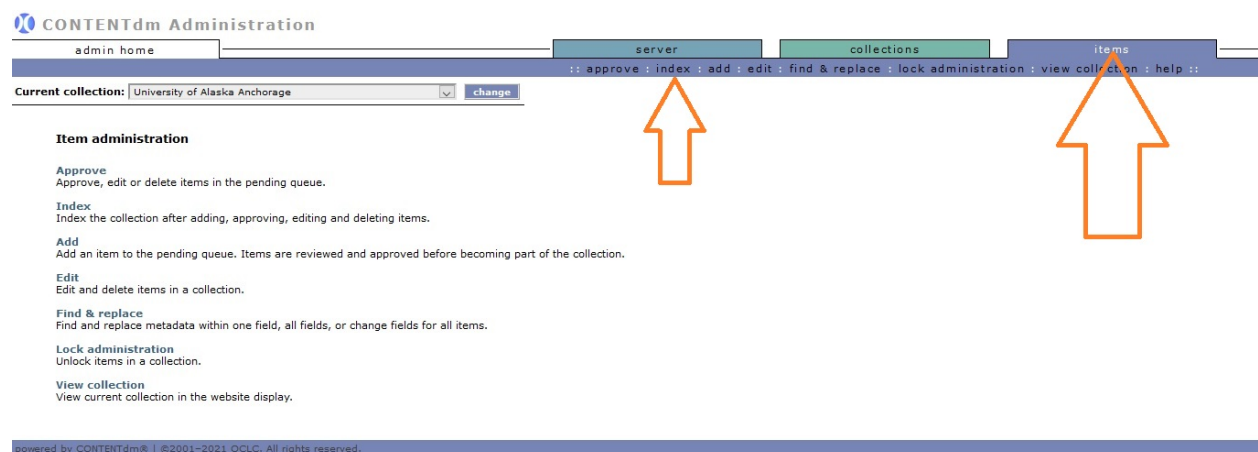 CONTENTdm Administration
admin home server collections items
:: approve : index : add : edit : find & replace : lock administration : view collection : help ::
Current collection: University of Alaska Anchorage change
Item administration
Approve
Approve, edit or delete items in the pending queue.
Index
Index the collection after adding, approving, editing and deleting items.
Add
Add an item to the pending queue. Items are reviewed and approved before becoming part of the collection.
Edit
Edit and delete items in a collection.
Find & replace
Find and replace metadata within one field, all fields, or change fields for all items.
Lock administration
Unlock items in a collection.
View collection
View current collection in the website display.
powered by CONTENTdm® | ©2001-2021 OCLC. All rights reserved.